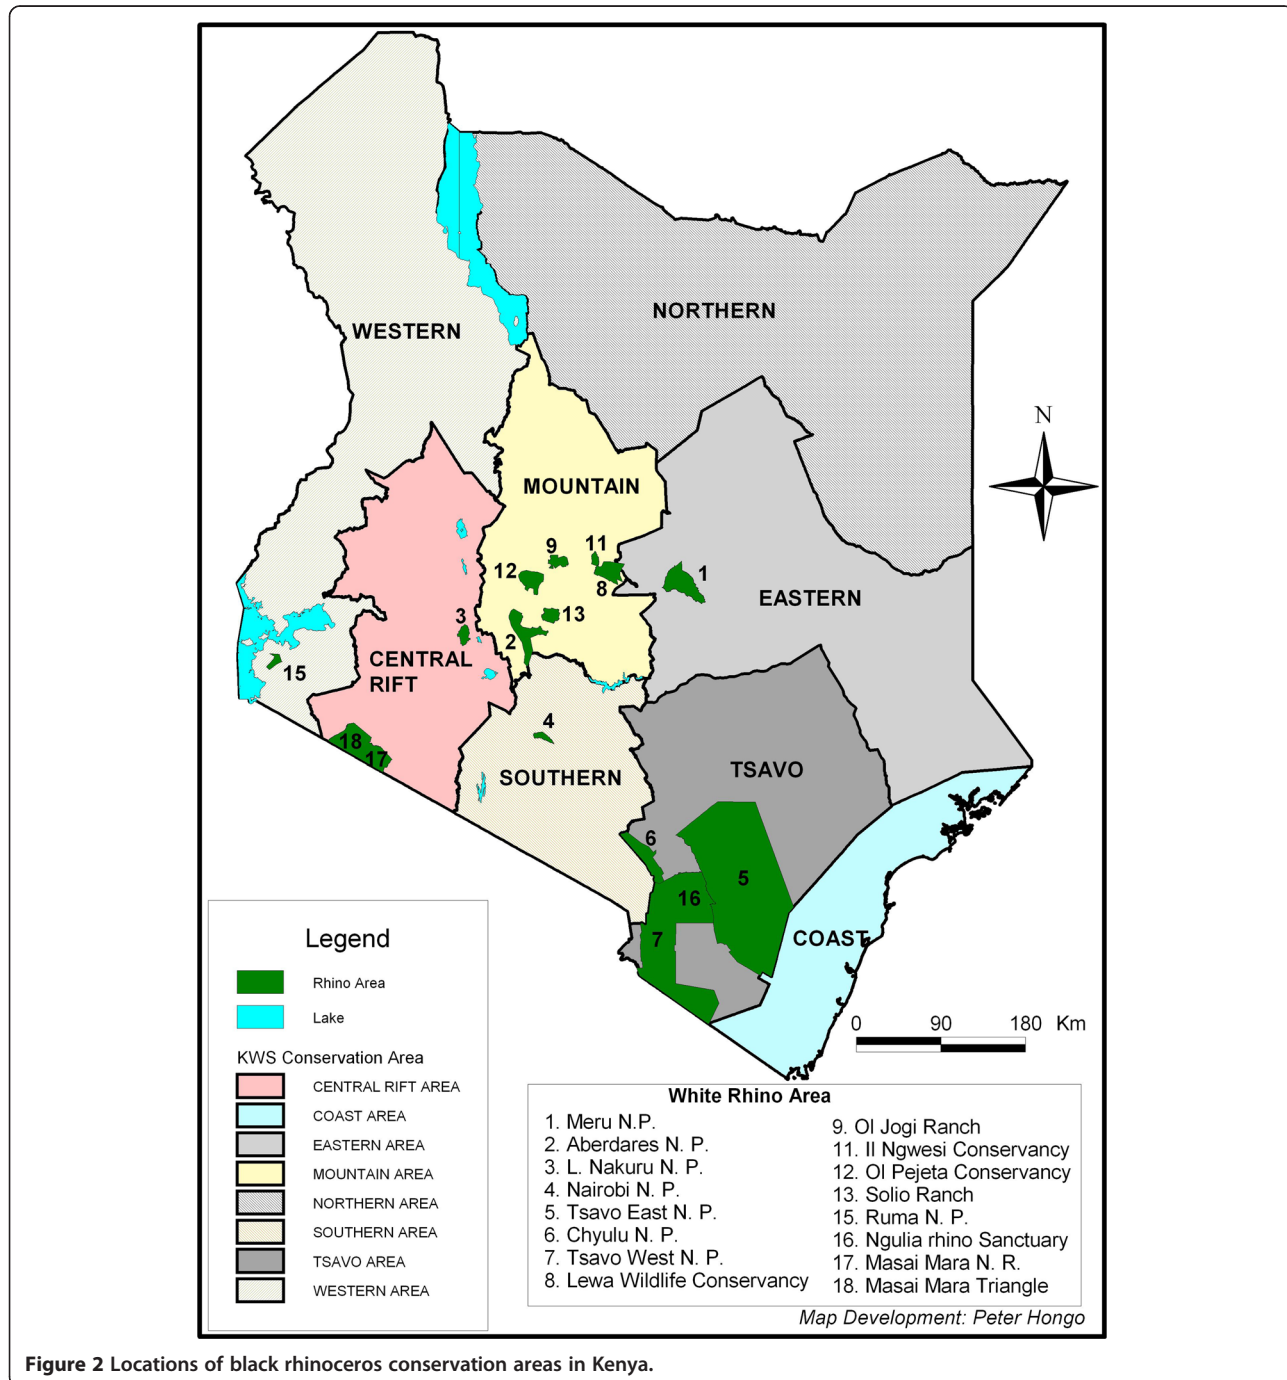 WESTERN
NORTHERN
N
MOUNTAIN
9
11
12
8
1
EASTERN
13
3
2
CENTRAL
RIFT
15
4
18
17
SOUTHERN
TSAVO
6
5
16
7
COAST
0 90 180 Km
Legend
Rhino Area
Lake
KWS Conservation Area
CENTRAL RIFT AREA
COAST AREA
EASTERN AREA
MOUNTAIN AREA
NORTHERN AREA
SOUTHERN AREA
TSAVO AREA
WESTERN AREA
White Rhino Area
1. Meru N.P.
2. Aberdares N. P.
3. L. Nakuru N. P.
4. Nairobi N. P.
5. Tsavo East N. P.
6. Chyulu N. P.
7. Tsavo West N. P.
8. Lewa Wildlife Conservancy
9. Ol Jogi Ranch
11. Il Ngwesi Conservancy
12. Ol Pejeta Conservancy
13. Solio Ranch
15. Ruma N. P.
16. Ngulia rhino Sanctuary
17. Masai Mara N. R.
18. Masai Mara Triangle
Map Development: Peter Hongo
Figure 2 Locations of black rhinoceros conservation areas in Kenya.